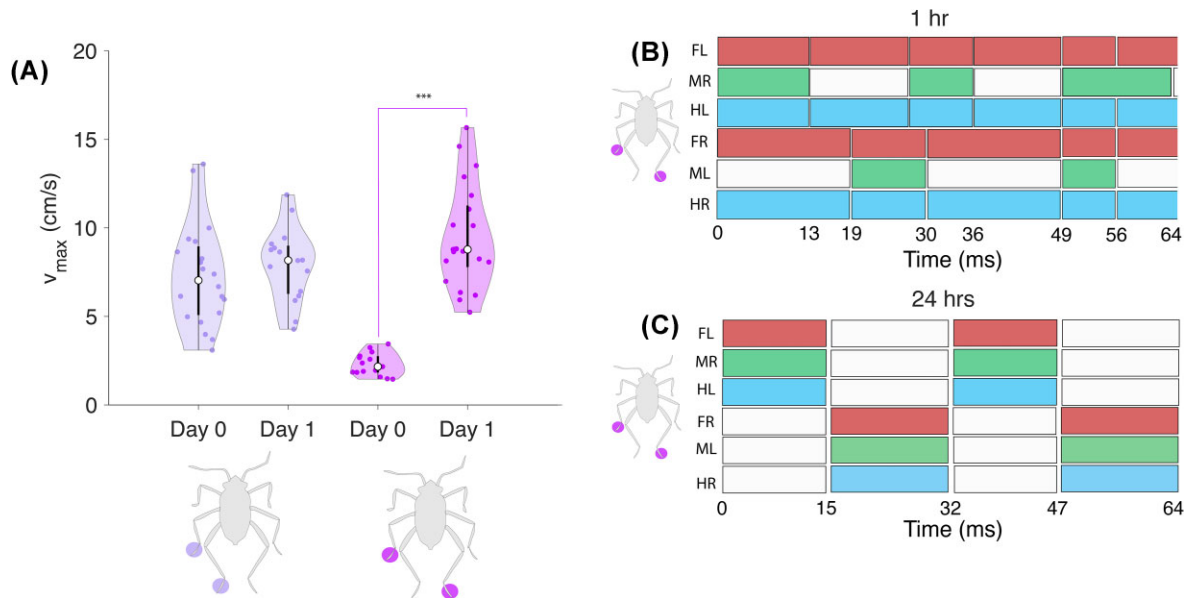 (A)
20
15
10
5
0
v_max (cm/s)
***
Day 0 Day 1 Day 0 Day 1
(B)
1 hr
FL
MR
HL
FR
ML
HR
0 13 19 30 36 49 56 64
Time (ms)
(C)
24 hrs
FL
MR
HL
FR
ML
HR
0 15 32 47 64
Time (ms)